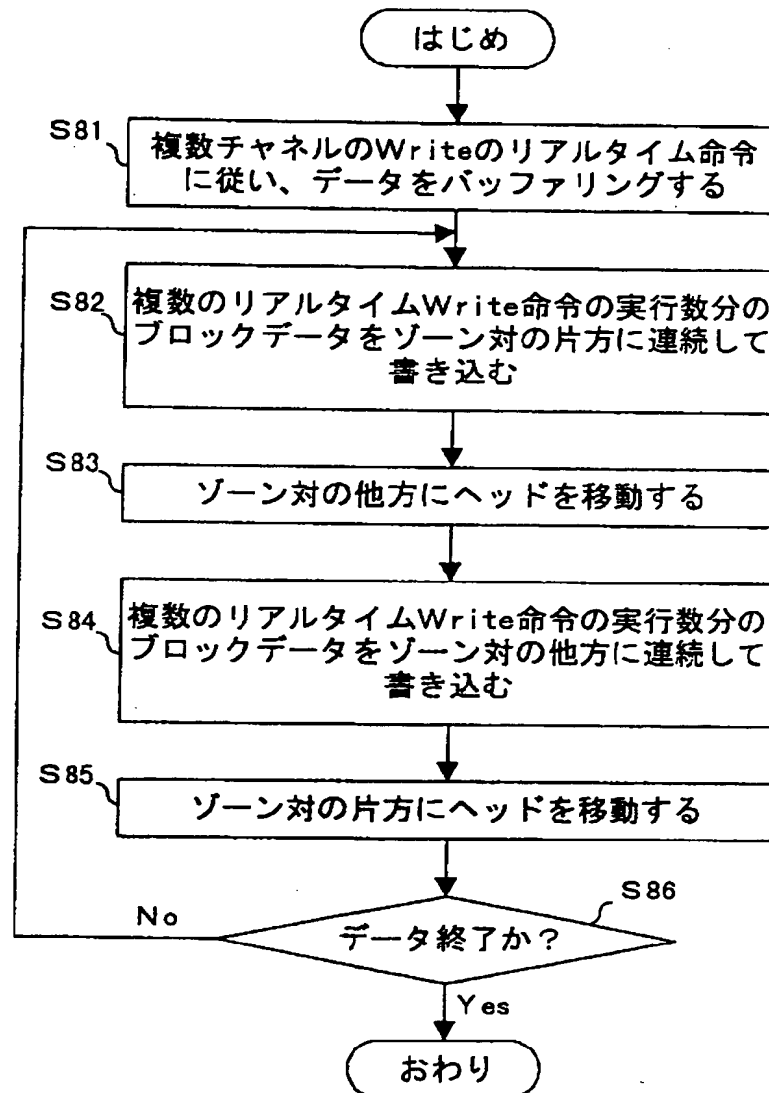 はじめ
S81
複数チャネルのWriteのリアルタイム命令
に従い、データをバッファリングする
S82
複数のリアルタイムWrite命令の実行数分の
ブロックデータをゾーン対の片方に連続して
書き込む
S83
ゾーン対の他方にヘッドを移動する
S84
複数のリアルタイムWrite命令の実行数分の
ブロックデータをゾーン対の他方に連続して
書き込む
S85
ゾーン対の片方にヘッドを移動する
S86
No
データ終了か？
Yes
おわり